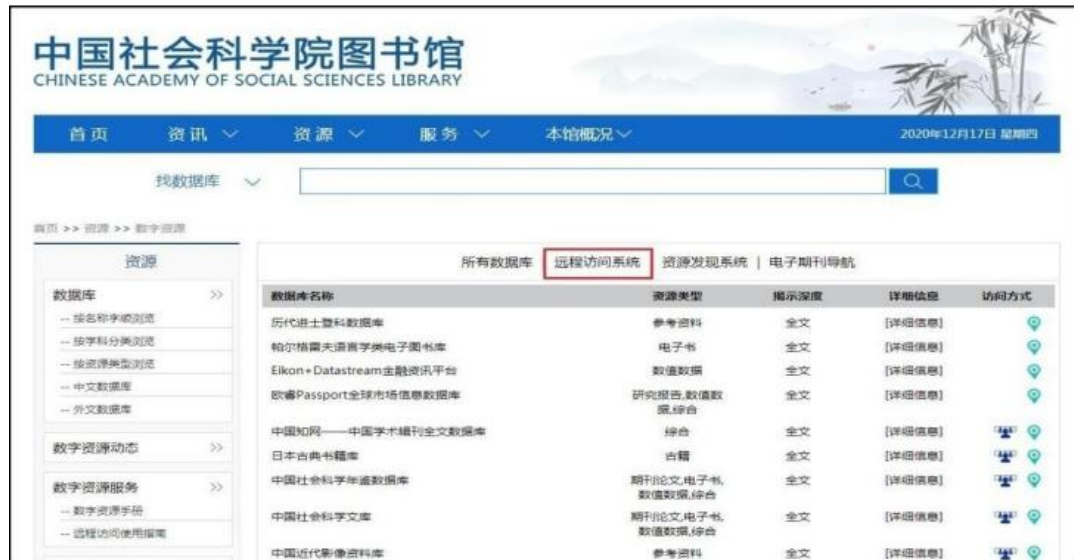 中国社会科学院图书馆
CHINESE ACADEMY OF SOCIAL SCIENCES LIBRARY
首页 资讯 资源 服务 本馆概况 2020年12月17日 星期四
找数据库
首页 >> 资源 >> 数字资源
资源
数据库 >>
-- 按名称字顺浏览
-- 按学科分类浏览
-- 按资源类型浏览
-- 中文数据库
-- 外文数据库
数字资源动态 >>
数字资源服务 >>
-- 数字资源手册
-- 远程访问使用指南
所有数据库 远程访问系统 资源发现系统 | 电子期刊导航
数据库名称 资源类型 揭示深度 详细信息 访问方式
历代进士登科数据库 参考资料 全文 [详细信息]
帕尔格雷夫语言学类电子图书库 电子书 全文 [详细信息]
Eikon+Datastream金融资讯平台 数值数据 全文 [详细信息]
欧睿Passport全球市场信息数据库 研究报告,数值数 全文 [详细信息]
据,综合
中国知网——中国学术辑刊全文数据库 综合 全文 [详细信息]
日本古典书籍库 古籍 全文 [详细信息]
中国社会科学年鉴数据库 期刊论文,电子书, 全文 [详细信息]
数值数据,综合
中国社会科学文库 期刊论文,电子书, 全文 [详细信息]
数值数据,综合
中国近代影像资料库 参考资料 全文 [详细信息]